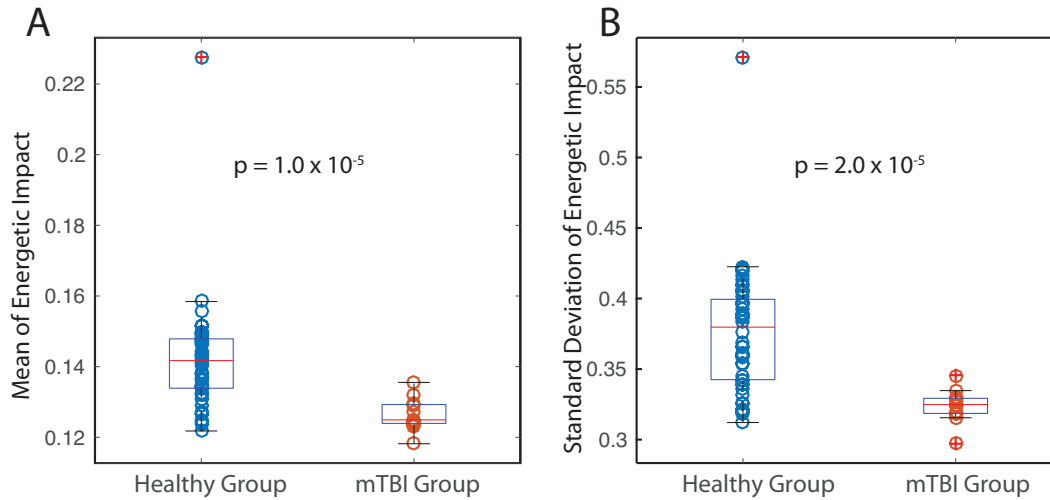 A
Mean of Energetic Impact
0.22
0.2
0.18
0.16
0.14
0.12
p = 1.0 x 10-5
Healthy Group
mTBI Group
B
Standard Deviation of Energetic Impact
0.55
0.5
0.45
0.4
0.35
0.3
p = 2.0 x 10-5
Healthy Group
mTBI Group